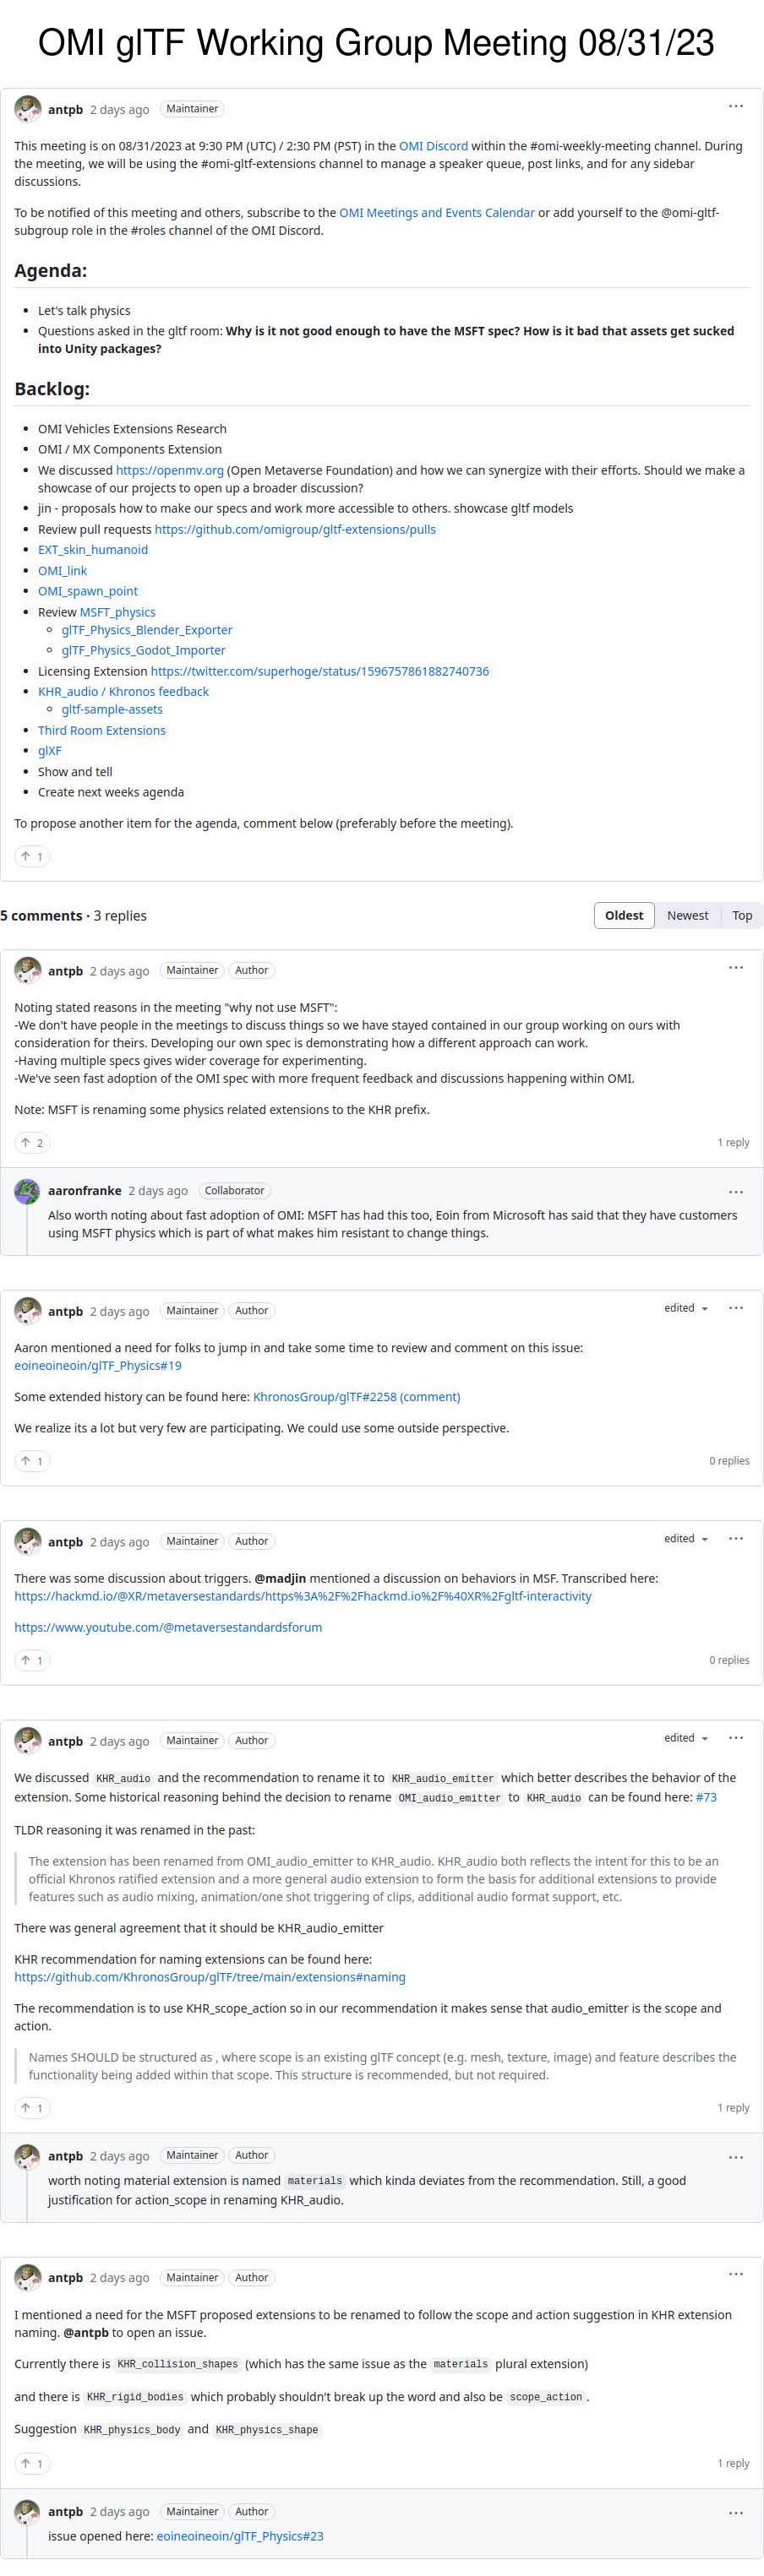 OMI glTF Working Group Meeting 08/31/23
antpb 2 days ago Maintainer ...
This meeting is on 08/31/2023 at 9:30 PM (UTC) / 2:30 PM (PST) in the OMI Discord within the #omi-weekly-meeting channel. During
the meeting, we will be using the #omi-gltf-extensions channel to manage a speaker queue, post links, and for any sidebar
discussions.
To be notified of this meeting and others, subscribe to the OMI Meetings and Events Calendar or add yourself to the @omi-gltf-
subgroup role in the #roles channel of the OMI Discord.
Agenda:
• Let's talk physics
• Questions asked in the gltf room: Why is it not good enough to have the MSFT spec? How is it bad that assets get sucked
into Unity packages?
Backlog:
• OMI Vehicles Extensions Research
• OMI / MX Components Extension
• We discussed https://openmv.org (Open Metaverse Foundation) and how we can synergize with their efforts. Should we make a
showcase of our projects to open up a broader discussion?
• jin - proposals how to make our specs and work more accessible to others. showcase gltf models
• Review pull requests https://github.com/omigroup/gltf-extensions/pulls
• EXT_skin_humanoid
• OMI_link
• OMI_spawn_point
• Review MSFT_physics
◦ glTF_Physics_Blender_Exporter
◦ glTF_Physics_Godot_Importer
• Licensing Extension https://twitter.com/superhoge/status/1596757861882740736
• KHR_audio / Khronos feedback
◦ gltf-sample-assets
• Third Room Extensions
• glXF
• Show and tell
• Create next weeks agenda
To propose another item for the agenda, comment below (preferably before the meeting).
↑ 1
5 comments · 3 replies Oldest Newest Top
antpb 2 days ago Maintainer Author ...
Noting stated reasons in the meeting "why not use MSFT":
-We don't have people in the meetings to discuss things so we have stayed contained in our group working on ours with
consideration for theirs. Developing our own spec is demonstrating how a different approach can work.
-Having multiple specs gives wider coverage for experimenting.
-We've seen fast adoption of the OMI spec with more frequent feedback and discussions happening within OMI.
Note: MSFT is renaming some physics related extensions to the KHR prefix.
↑ 2 1 reply
aaronfranke 2 days ago Collaborator ...
Also worth noting about fast adoption of OMI: MSFT has had this too, Eoin from Microsoft has said that they have customers
using MSFT physics which is part of what makes him resistant to change things.
antpb 2 days ago Maintainer Author edited ...
Aaron mentioned a need for folks to jump in and take some time to review and comment on this issue:
eoineoineoin/glTF_Physics#19
Some extended history can be found here: KhronosGroup/glTF#2258 (comment)
We realize its a lot but very few are participating. We could use some outside perspective.
↑ 1 0 replies
antpb 2 days ago Maintainer Author edited ...
There was some discussion about triggers. @madjin mentioned a discussion on behaviors in MSF. Transcribed here:
https://hackmd.io/@XR/metaversestandards/https%3A%2F%2Fhackmd.io%2F%40XR%2Fgltf-interactivity
https://www.youtube.com/@metaversestandardsforum
↑ 1 0 replies
antpb 2 days ago Maintainer Author edited ...
We discussed KHR_audio and the recommendation to rename it to KHR_audio_emitter which better describes the behavior of the
extension. Some historical reasoning behind the decision to rename OMI_audio_emitter to KHR_audio can be found here: #73
TLDR reasoning it was renamed in the past:
The extension has been renamed from OMI_audio_emitter to KHR_audio. KHR_audio both reflects the intent for this to be an
official Khronos ratified extension and a more general audio extension to form the basis for additional extensions to provide
features such as audio mixing, animation/one shot triggering of clips, additional audio format support, etc.
There was general agreement that it should be KHR_audio_emitter
KHR recommendation for naming extensions can be found here:
https://github.com/KhronosGroup/glTF/tree/main/extensions#naming
The recommendation is to use KHR_scope_action so in our recommendation it makes sense that audio_emitter is the scope and
action.
Names SHOULD be structured as , where scope is an existing glTF concept (e.g. mesh, texture, image) and feature describes the
functionality being added within that scope. This structure is recommended, but not required.
↑ 1 1 reply
antpb 2 days ago Maintainer Author ...
worth noting material extension is named materials which kinda deviates from the recommendation. Still, a good
justification for action_scope in renaming KHR_audio.
antpb 2 days ago Maintainer Author ...
I mentioned a need for the MSFT proposed extensions to be renamed to follow the scope and action suggestion in KHR extension
naming. @antpb to open an issue.
Currently there is KHR_collision_shapes (which has the same issue as the materials plural extension)
and there is KHR_rigid_bodies which probably shouldn't break up the word and also be scope_action .
Suggestion KHR_physics_body and KHR_physics_shape
↑ 1 1 reply
antpb 2 days ago Maintainer Author ...
issue opened here: eoineoineoin/glTF_Physics#23